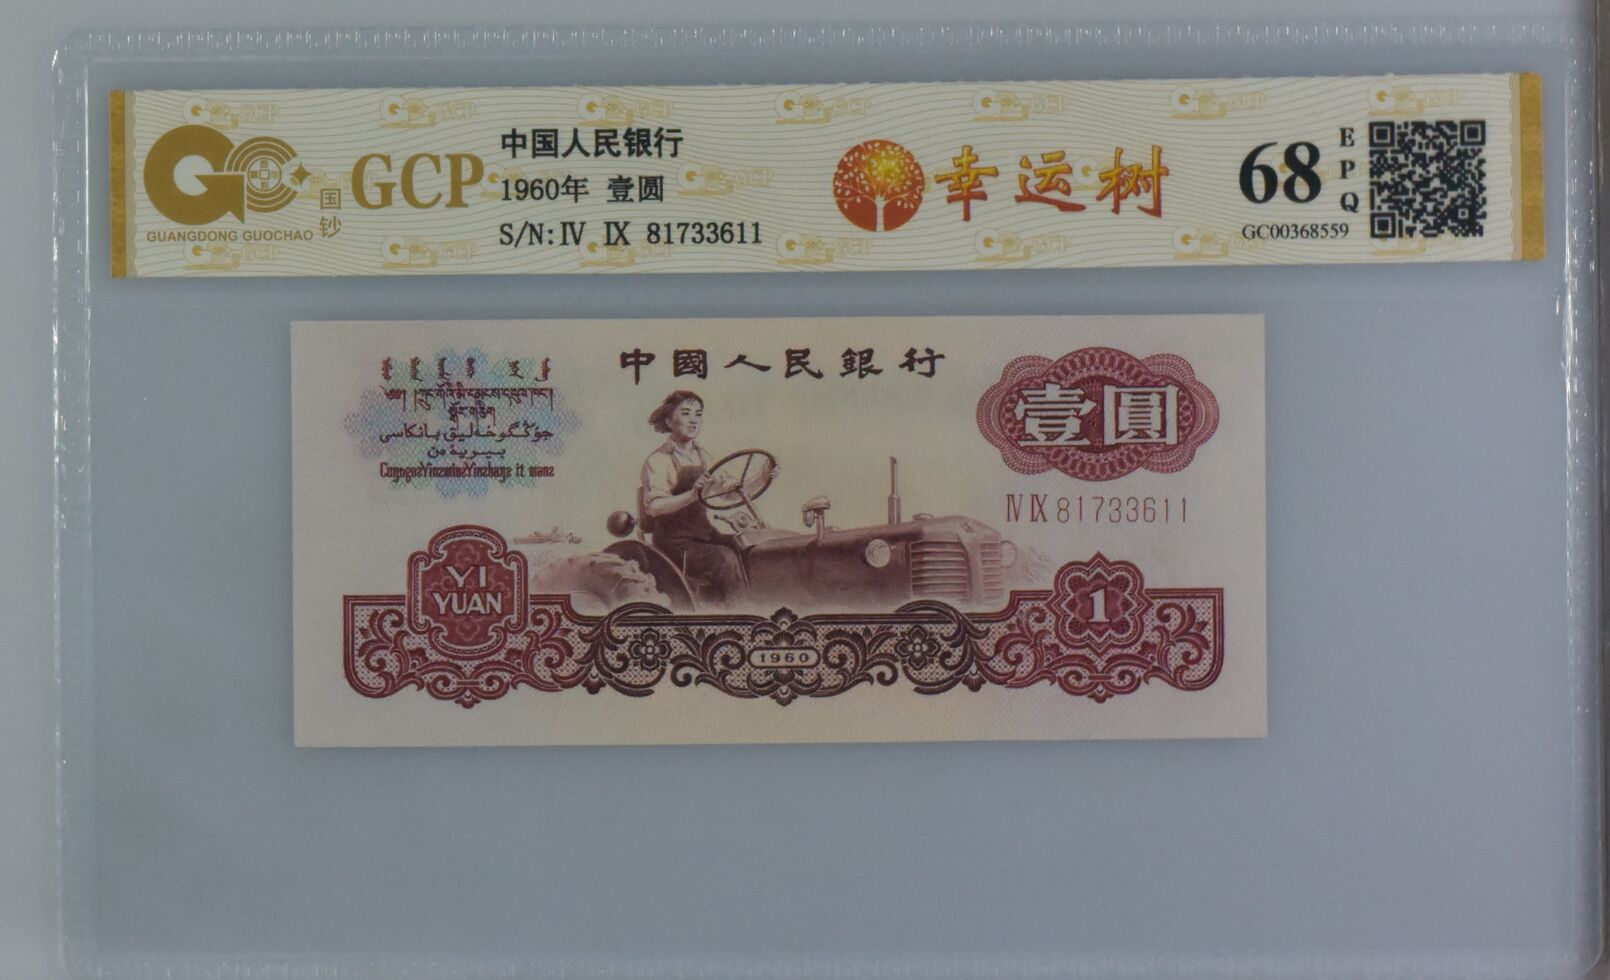 GCP
国钞
GUANGDONG GUOCHAO
中国人民银行
1960年 壹圆
S/N: IV IX 81733611
幸运树
68
EPQ
GC00368559
中國人民銀行
壹圓
IV IX 81733611
YI
YUAN
1960
1